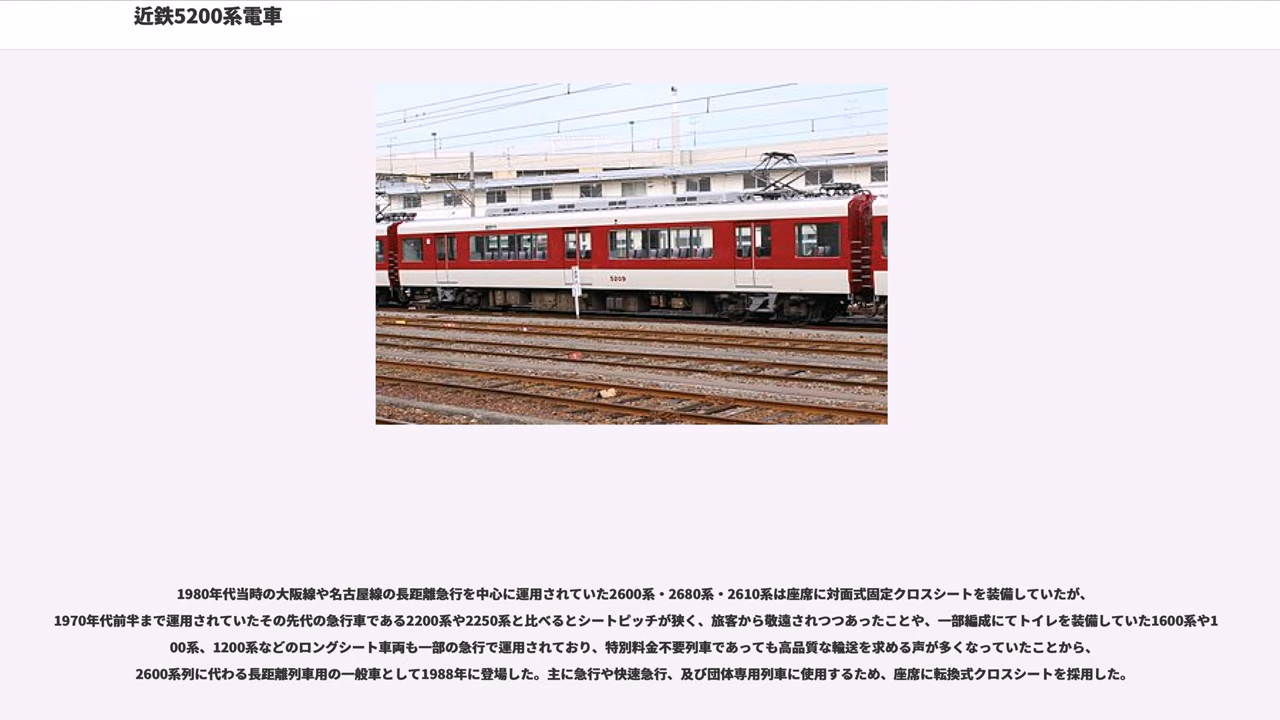 近鉄5200系電車
5209
1980年代当時の大阪線や名古屋線の長距離急行を中心に運用されていた2600系・2680系・2610系は座席に対面式固定クロスシートを装備していたが、
1970年代前半まで運用されていたその先代の急行車である2200系や2250系と比べるとシートピッチが狭く、旅客から敬遠されつつあったことや、一部編成にてトイレを装備していた1600系や1
00系、1200系などのロングシート車両も一部の急行で運用されており、特別料金不要列車であっても高品質な輸送を求める声が多くなっていたことから、
2600系列に代わる長距離列車用の一般車として1988年に登場した。主に急行や快速急行、及び団体専用列車に使用するため、座席に転換式クロスシートを採用した。